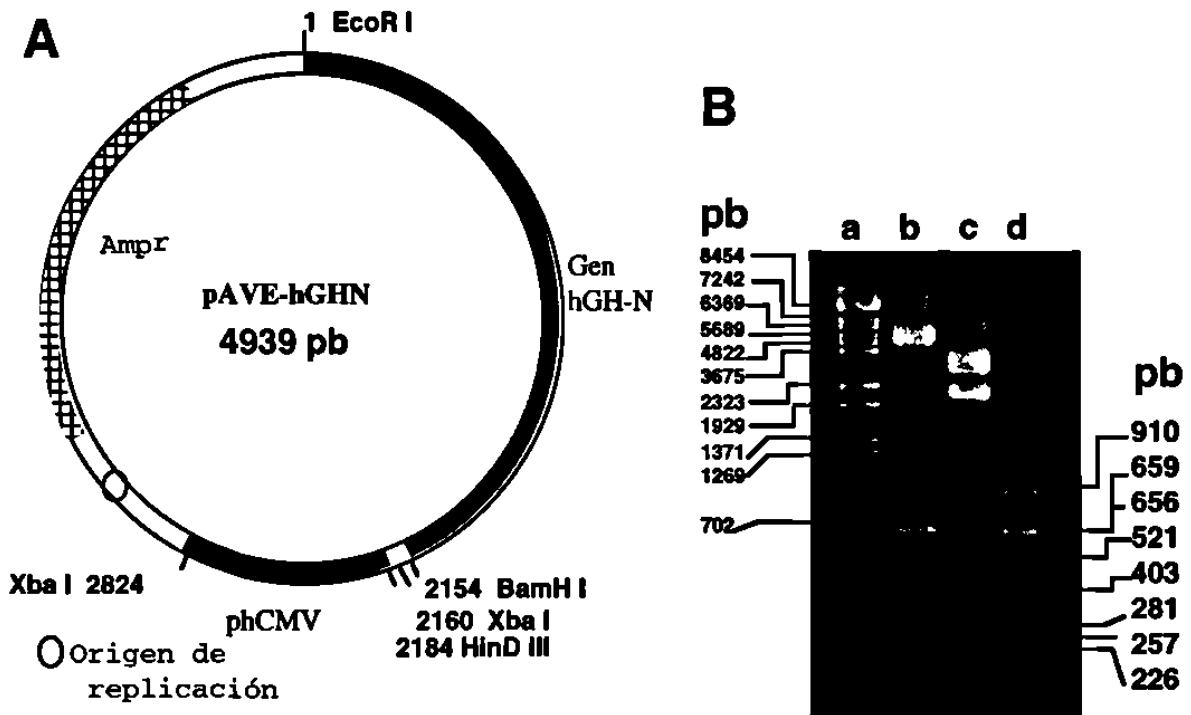 A
1 EcoR I
Ampr
pAVE-hGHN
4939 pb
Gen
hGH-N
Xba I 2824
phCMV
2154 BamH I
2160 Xba I
2184 HinD III
Origen de
replicación
B
pb
a b c d
8454
7242
6369
5689
4822
3675
2323
1929
1371
1269
702
pb
910
659
656
521
403
281
257
226